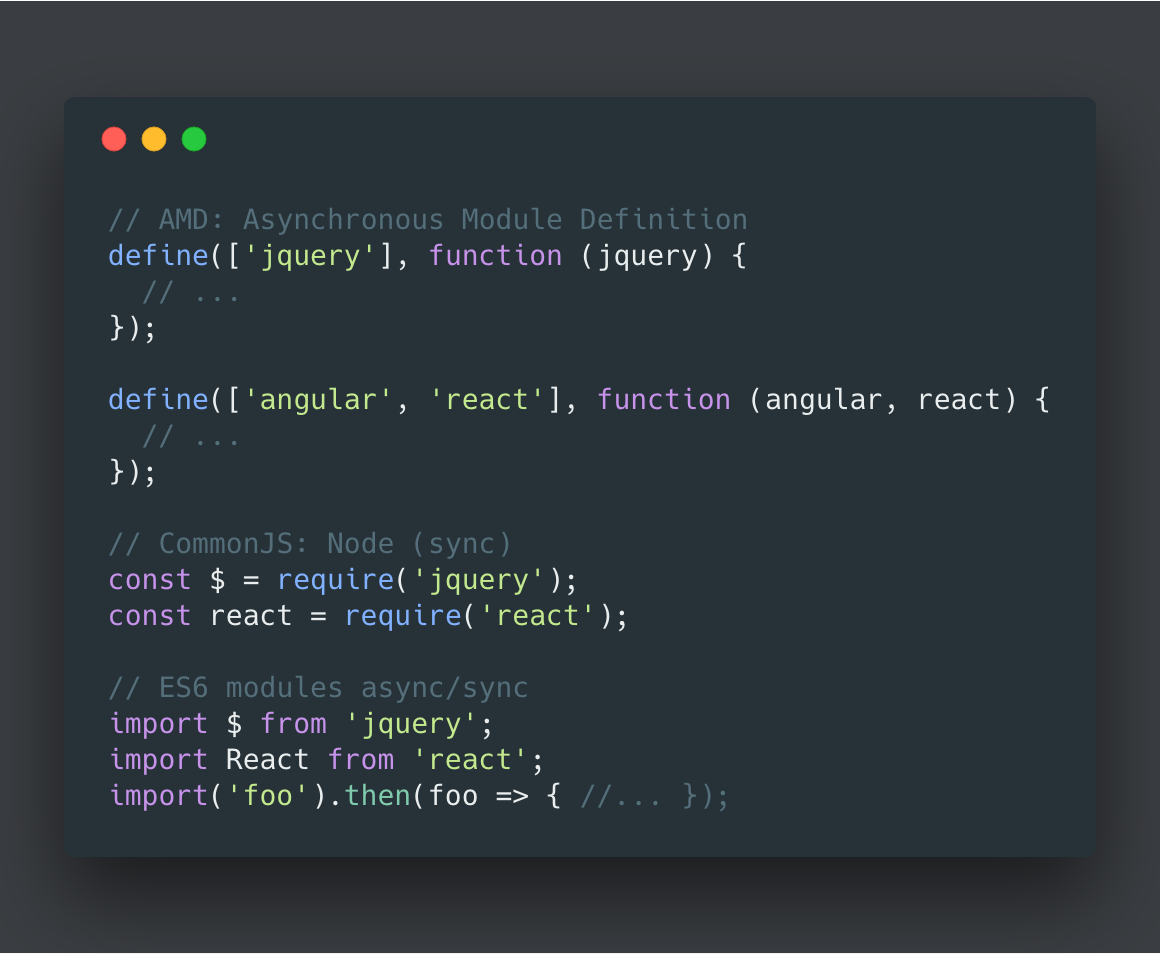 // AMD: Asynchronous Module Definition
define(['jquery'], function (jquery) {
  // ...
});

define(['angular', 'react'], function (angular, react) {
  // ...
});

// CommonJS: Node (sync)
const $ = require('jquery');
const react = require('react');

// ES6 modules async/sync
import $ from 'jquery';
import React from 'react';
import('foo').then(foo => { //... });